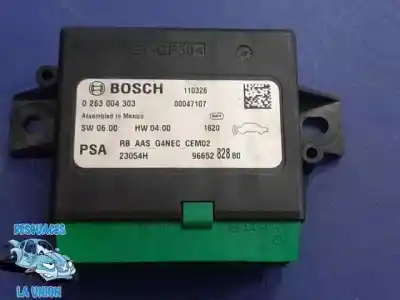 BOSCH
110326
0 263 004 303
00047107
Assembled in Mexico
SW 06.00
HW 04.00
1620
PSA
RB AAS G4NEC CEM02
23054H
96652 828 80
DESGUACES
LA UNION